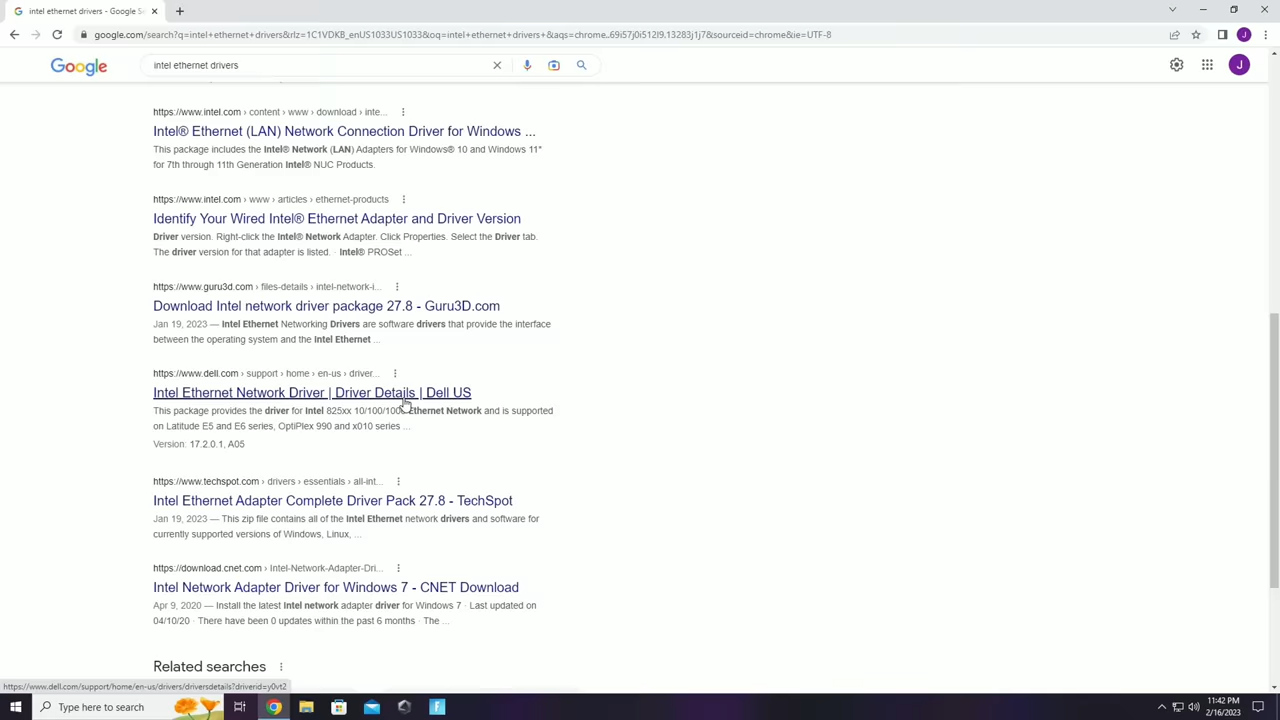 intel ethernet drivers - Google Se
google.com/search?q=intel+ethernet+drivers&rlz=1C1VDKB_enUS1033US1033&oq=intel+ethernet+drivers+&aqs=chrome..69i57j0i512l9.13283j1j7&sourceid=chrome&ie=UTF-8
J
Google
intel ethernet drivers
J
https://www.intel.com › content › www › download › inte...
Intel® Ethernet (LAN) Network Connection Driver for Windows ...
This package includes the Intel® Network (LAN) Adapters for Windows® 10 and Windows 11*
for 7th through 11th Generation Intel® NUC Products.
https://www.intel.com › www › articles › ethernet-products
Identify Your Wired Intel® Ethernet Adapter and Driver Version
Driver version. Right-click the Intel® Network Adapter. Click Properties. Select the Driver tab.
The driver version for that adapter is listed. · Intel® PROSet ...
https://www.guru3d.com › files-details › intel-network-i...
Download Intel network driver package 27.8 - Guru3D.com
Jan 19, 2023 — Intel Ethernet Networking Drivers are software drivers that provide the interface
between the operating system and the Intel Ethernet ...
https://www.dell.com › support › home › en-us › driver...
Intel Ethernet Network Driver | Driver Details | Dell US
This package provides the driver for Intel 825xx 10/100/1000 Ethernet Network and is supported
on Latitude E5 and E6 series, OptiPlex 990 and x010 series ...
Version: 17.2.0.1, A05
https://www.techspot.com › drivers › essentials › all-int...
Intel Ethernet Adapter Complete Driver Pack 27.8 - TechSpot
Jan 19, 2023 — This zip file contains all of the Intel Ethernet network drivers and software for
currently supported versions of Windows, Linux, ...
https://download.cnet.com › Intel-Network-Adapter-Dri...
Intel Network Adapter Driver for Windows 7 - CNET Download
Apr 9, 2020 — Install the latest Intel network adapter driver for Windows 7 · Last updated on
04/10/20 · There have been 0 updates within the past 6 months · The ...
Related searches
https://www.dell.com/support/home/en-us/drivers/driversdetails?driverid=y0vt2
Type here to search
11:42 PM
2/16/2023